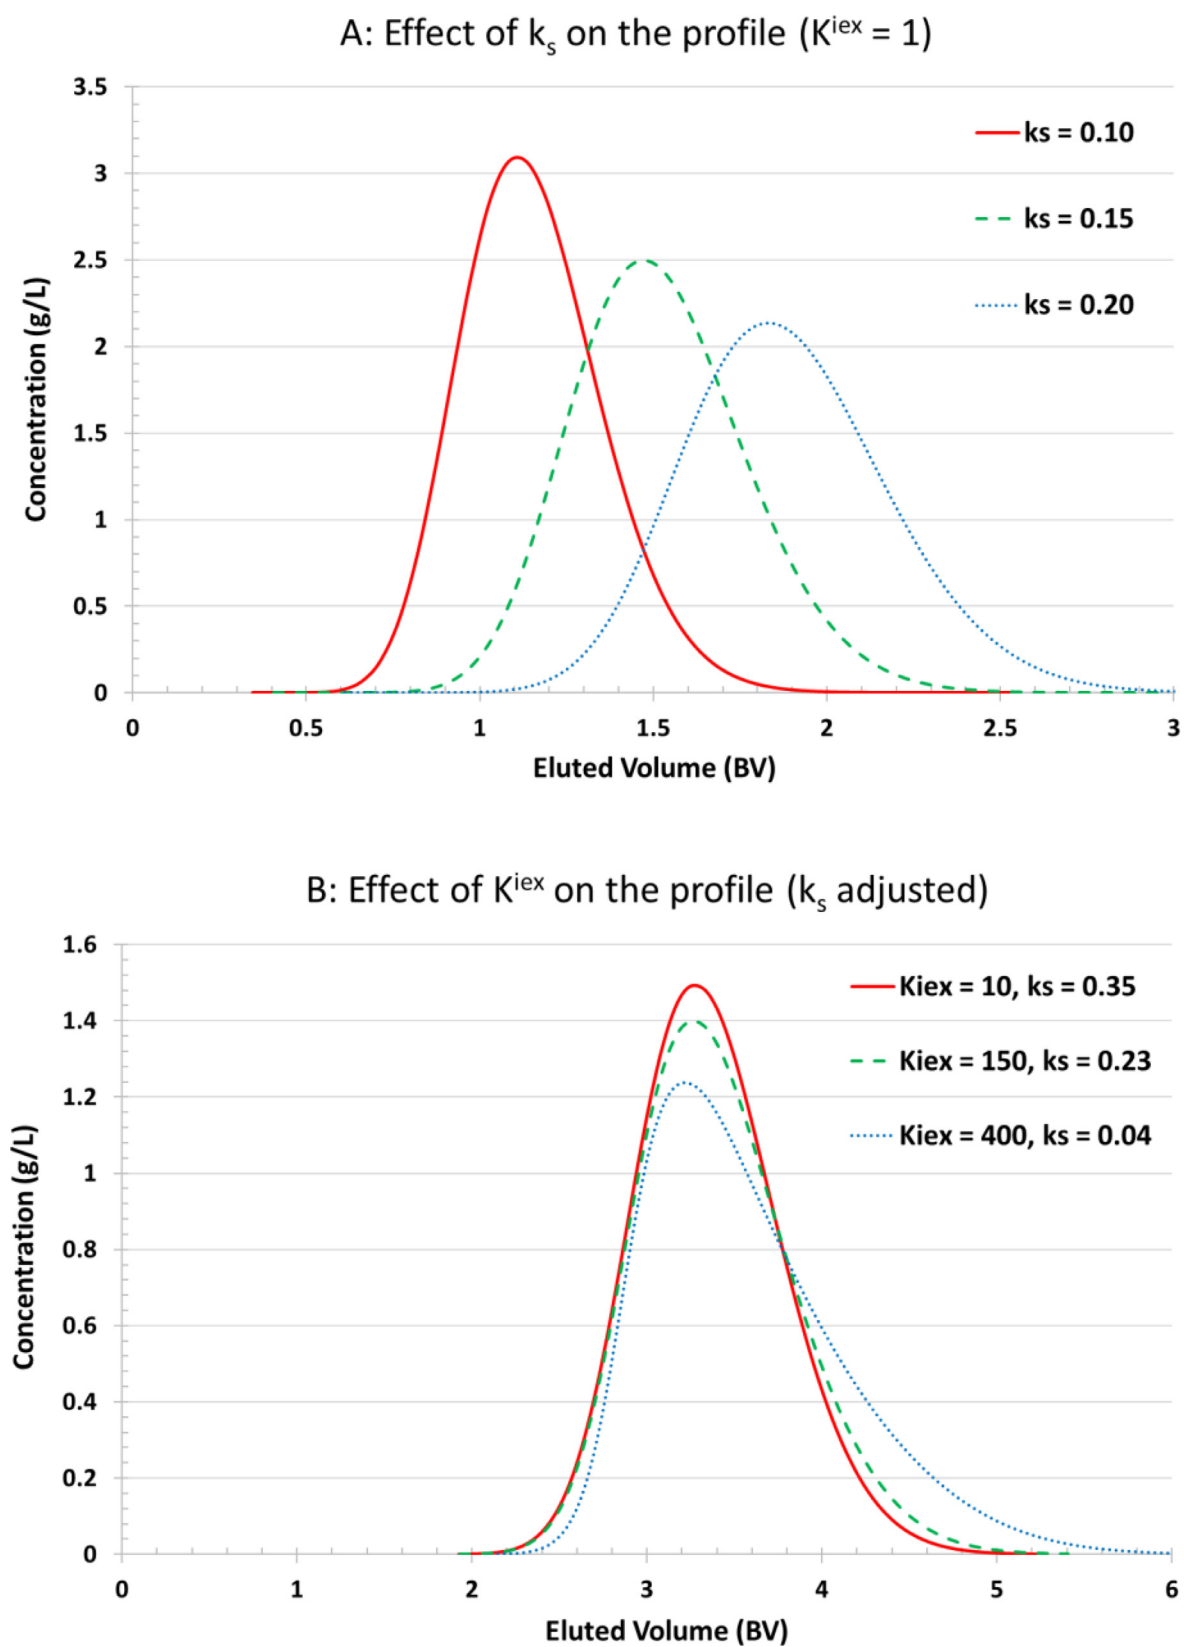 A: Effect of kₛ on the profile (Kⁱᵉˣ = 1)
3.5
3
2.5
2
1.5
1
0.5
0
Concentration (g/L)
ks = 0.10
ks = 0.15
ks = 0.20
0 0.5 1 1.5 2 2.5 3
Eluted Volume (BV)
B: Effect of Kⁱᵉˣ on the profile (kₛ adjusted)
1.6
1.4
1.2
1
0.8
0.6
0.4
0.2
0
Concentration (g/L)
Kiex = 10, ks = 0.35
Kiex = 150, ks = 0.23
Kiex = 400, ks = 0.04
0 1 2 3 4 5 6
Eluted Volume (BV)